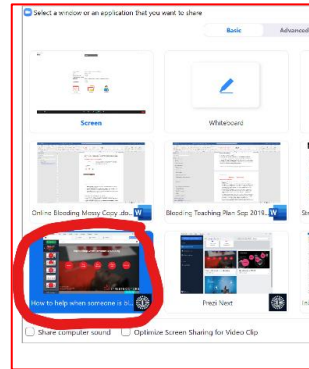 Select a window or an application that you want to share
Basic
Advanced
Screen
Whiteboard
Online Bleeding Messy Copy .do...
Bleeding Teaching Plan Sep 2019...
How to help when someone is bl...
Prezi Next
Share computer sound
Optimize Screen Sharing for Video Clip